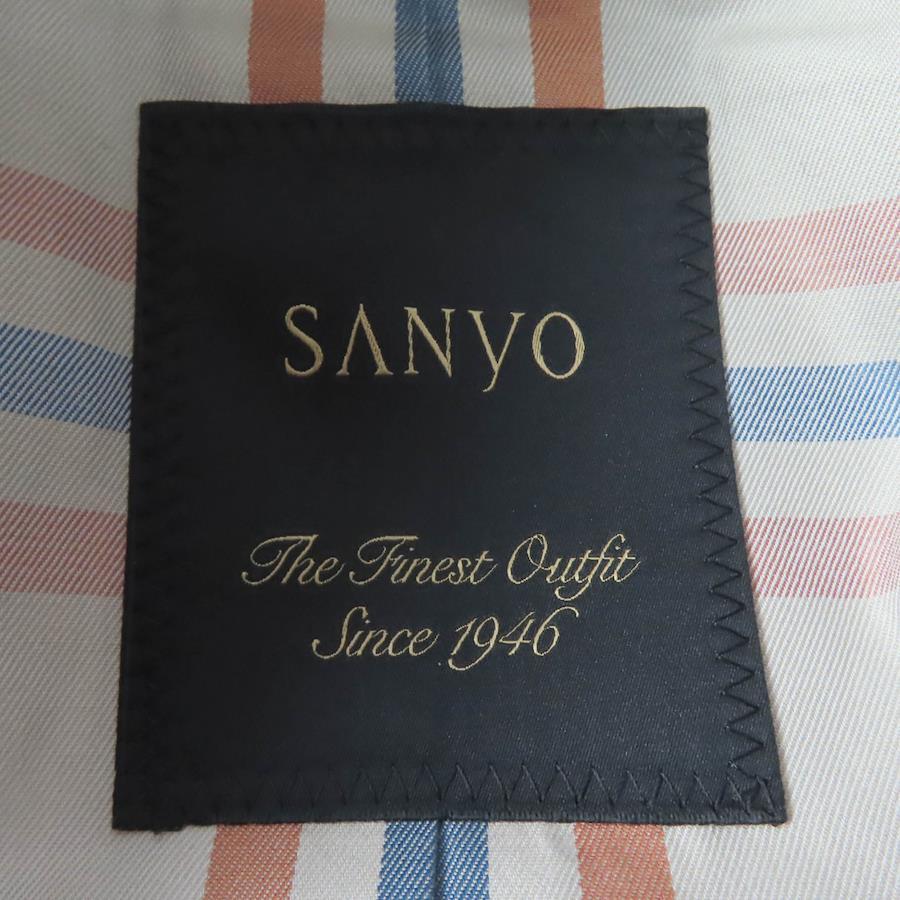 SANYO
The Finest Outfit
Since 1946